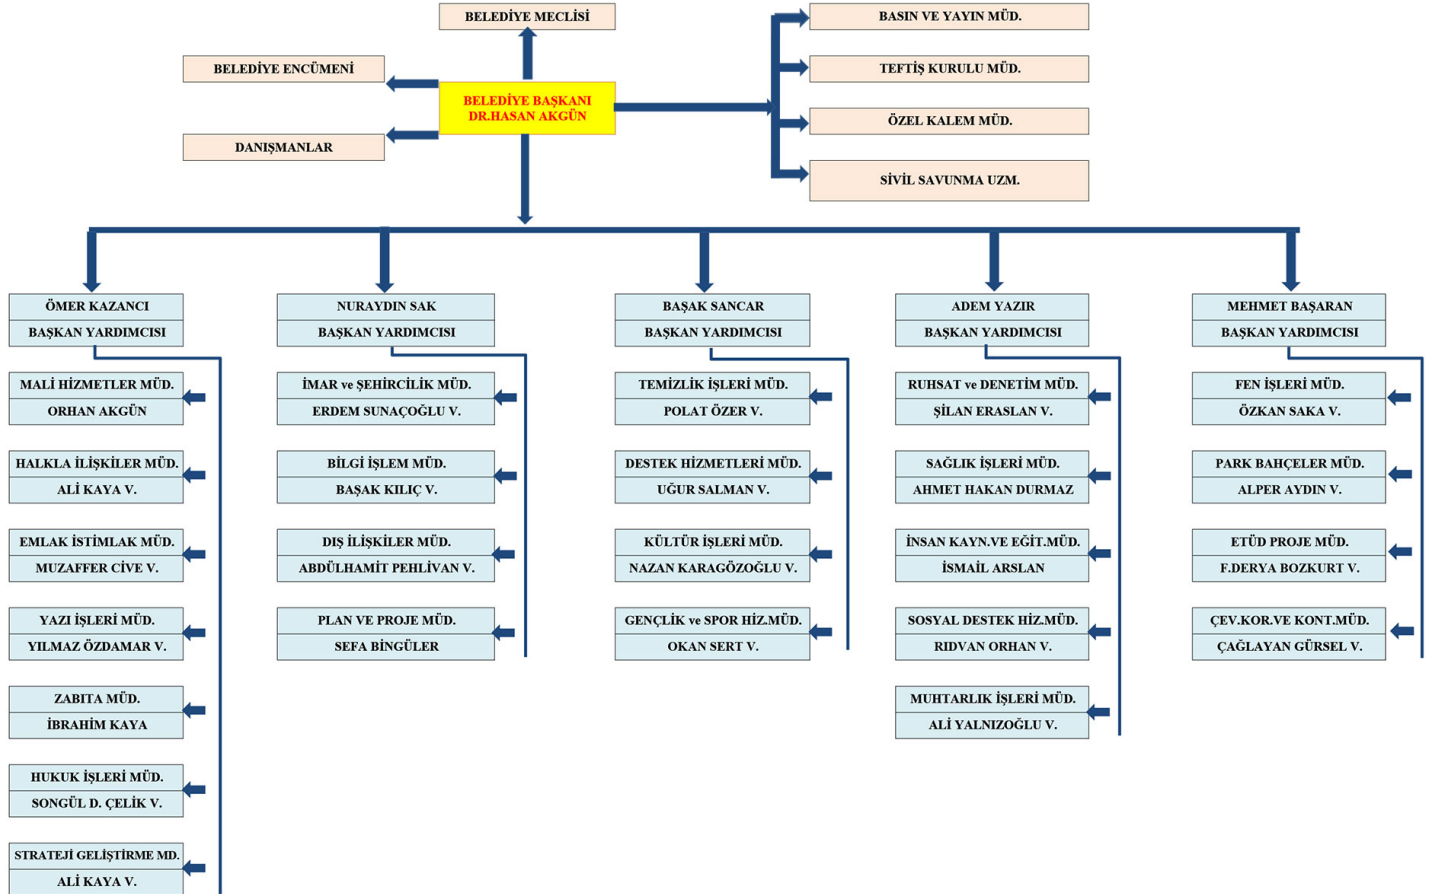 BELEDİYE MECLİSİ
BELEDİYE ENCÜMENİ
DANIŞMANLAR
BELEDİYE BAŞKANI
DR.HASAN AKGÜN
BASIN VE YAYIN MÜD.
TEFTİŞ KURULU MÜD.
ÖZEL KALEM MÜD.
SİVİL SAVUNMA UZM.
ÖMER KAZANCI
BAŞKAN YARDIMCISI
MALİ HİZMETLER MÜD.
ORHAN AKGÜN
HALKLA İLİŞKİLER MÜD.
ALİ KAYA V.
EMLAK İSTİMLAK MÜD.
MUZAFFER CİVE V.
YAZI İŞLERİ MÜD.
YILMAZ ÖZDAMAR V.
ZABITA MÜD.
İBRAHİM KAYA
HUKUK İŞLERİ MÜD.
SONGÜL D. ÇELİK V.
STRATEJİ GELİŞTİRME MD.
ALİ KAYA V.
NURAYDIN SAK
BAŞKAN YARDIMCISI
İMAR ve ŞEHİRCİLİK MÜD.
ERDEM SUNAÇOĞLU V.
BİLGİ İŞLEM MÜD.
BAŞAK KILIÇ V.
DIŞ İLİŞKİLER MÜD.
ABDÜLHAMİT PEHLİVAN V.
PLAN VE PROJE MÜD.
SEFA BİNGÜLER
BAŞAK SANCAR
BAŞKAN YARDIMCISI
TEMİZLİK İŞLERİ MÜD.
POLAT ÖZER V.
DESTEK HİZMETLERİ MÜD.
UĞUR SALMAN V.
KÜLTÜR İŞLERİ MÜD.
NAZAN KARAGÖZOĞLU V.
GENÇLİK ve SPOR HİZ.MÜD.
OKAN SERT V.
ADEM YAZIR
BAŞKAN YARDIMCISI
RUHSAT ve DENETİM MÜD.
ŞİLAN ERASLAN V.
SAĞLIK İŞLERİ MÜD.
AHMET HAKAN DURMAZ
İNSAN KAYN.VE EĞİT.MÜD.
İSMAİL ARSLAN
SOSYAL DESTEK HİZ.MÜD.
RIDVAN ORHAN V.
MUHTARLIK İŞLERİ MÜD.
ALİ YALNIZOĞLU V.
MEHMET BAŞARAN
BAŞKAN YARDIMCISI
FEN İŞLERİ MÜD.
ÖZKAN SAKA V.
PARK BAHÇELER MÜD.
ALPER AYDIN V.
ETÜD PROJE MÜD.
F.DERYA BOZKURT V.
ÇEV.KOR.VE KONT.MÜD.
ÇAĞLAYAN GÜRSEL V.